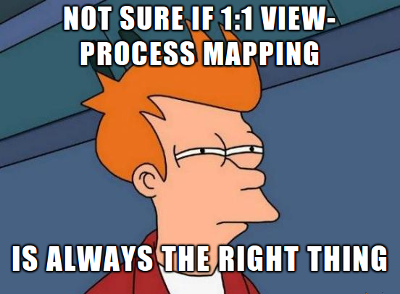 NOT SURE IF 1:1 VIEW-
PROCESS MAPPING
IS ALWAYS THE RIGHT THING